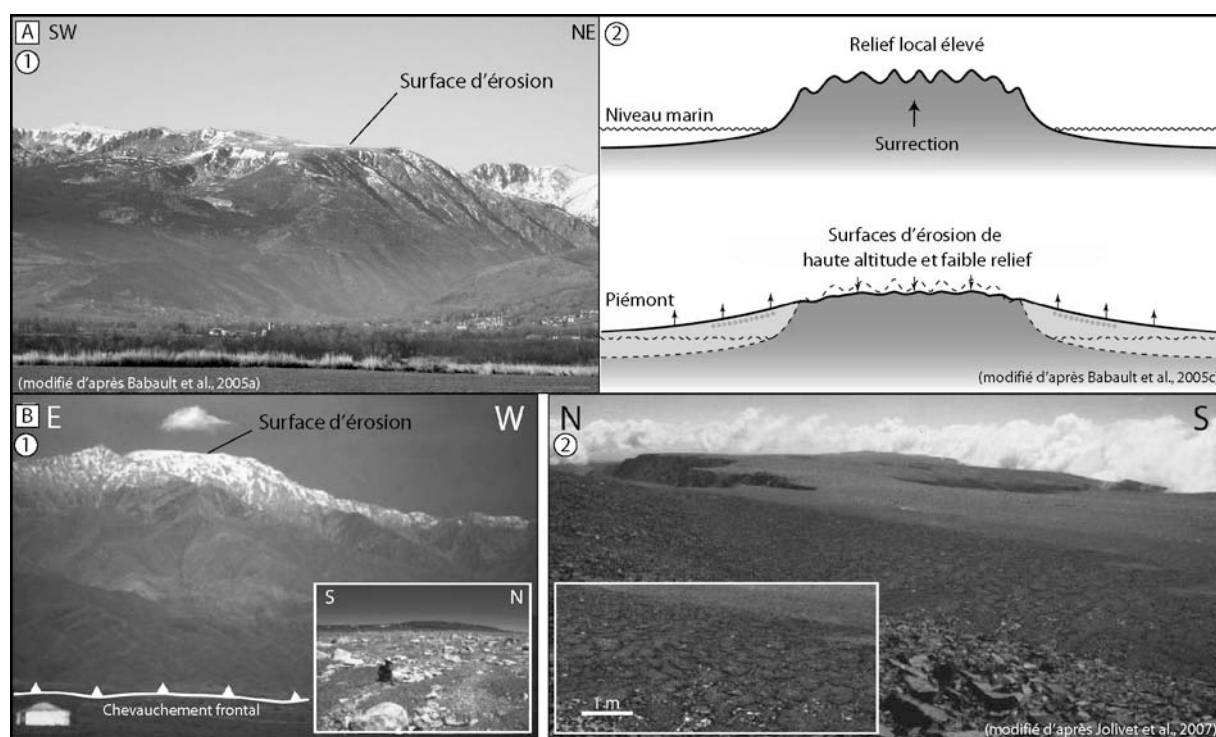 A SW
NE
1
Surface d'érosion
(modifié d'après Babault et al., 2005a)
2
Relief local élevé
Niveau marin
Surrection
Surfaces d'érosion de
haute altitude et faible relief
Piémont
(modifié d'après Babault et al., 2005c)
B E
W
1
Surface d'érosion
Chevauchement frontal
S
N
N
S
2
1 m
(modifié d'après Jolivet et al., 2007)